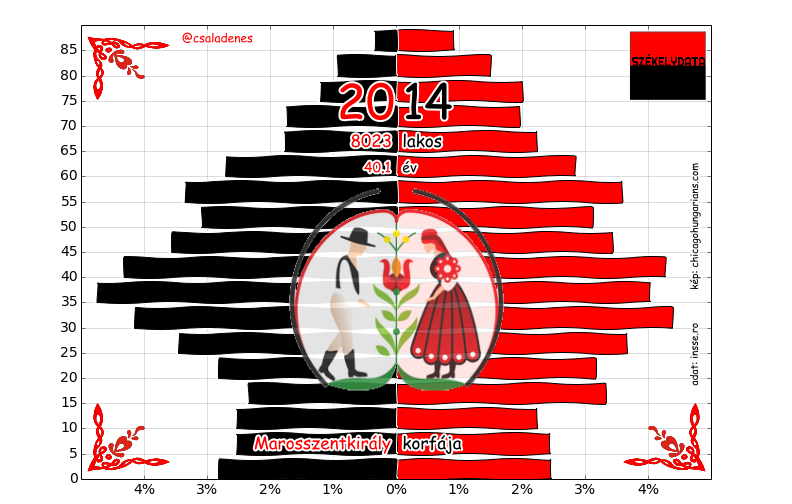 @csaladenes
SZÉKELYDATA
2014
8023 lakos
40.1 év
kép: chicagohungarians.com
adat: insse.ro
Marosszentkirály korfája
85
80
75
70
65
60
55
50
45
40
35
30
25
20
15
10
5
0
4% 3% 2% 1% 0% 1% 2% 3% 4%